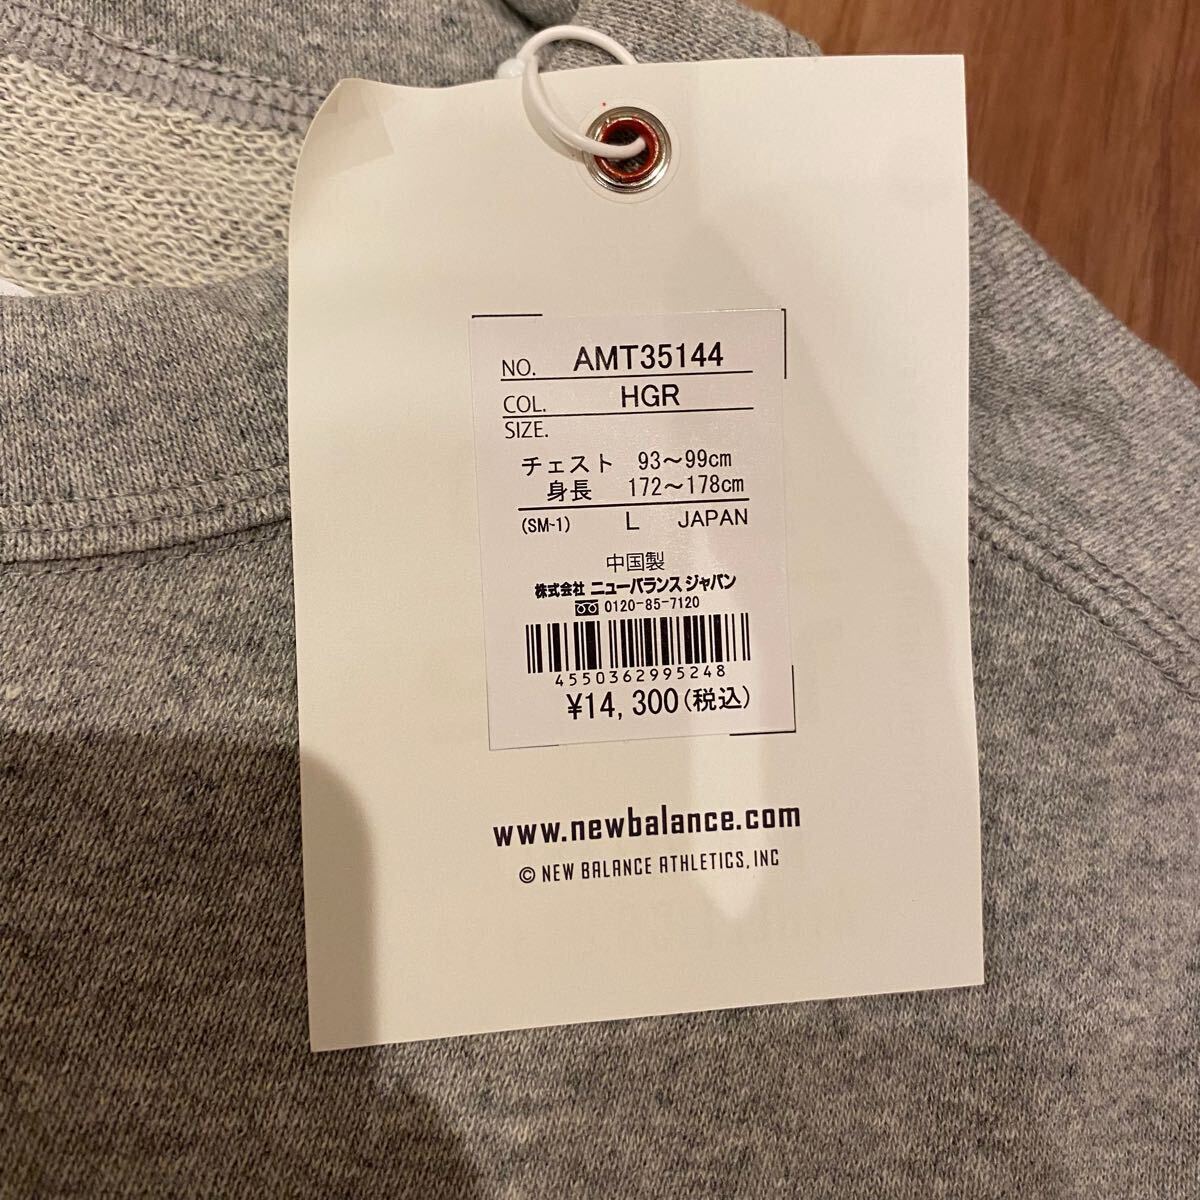 NO. AMT35144
COL. HGR
SIZE.
チェスト 93～99cm
身長 172～178cm
(SM-1) L JAPAN
中国製
株式会社 ニューバランス ジャパン
0120-85-7120
4550362995248
¥14,300(税込)
www.newbalance.com
© NEW BALANCE ATHLETICS, INC